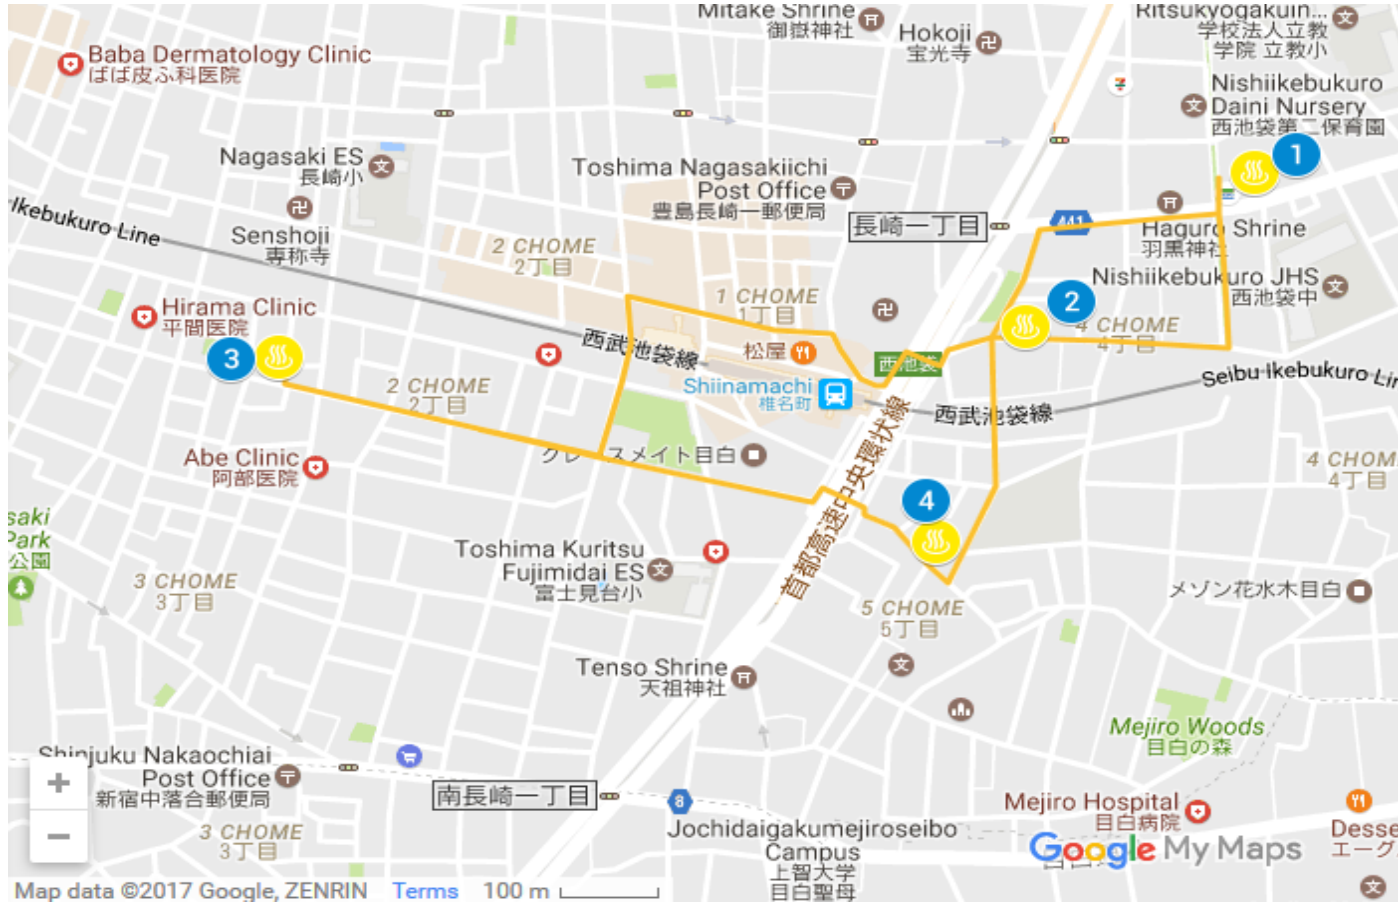 Mitake Shrine
御嶽神社
Hokoji
宝光寺
Ritsukyogakuin...
学校法人立教
学院 立教小
Baba Dermatology Clinic
ばば皮ふ科医院
Nishiikebukuro
Daini Nursery
西池袋第二保育園
1
Nagasaki ES
長崎小
Toshima Nagasakiichi
Post Office
豊島長崎一郵便局
Ikebukuro Line
Senshoji
専称寺
2 CHOME
2丁目
長崎一丁目
441
Haguro Shrine
羽黒神社
Nishiikebukuro JHS
西池袋中
Hirama Clinic
平間医院
1 CHOME
1丁目
2
4 CHOME
4丁目
3
西武池袋線
松屋
西池袋
Seibu Ikebukuro Lin
2 CHOME
2丁目
Shiinamachi
椎名町
西武池袋線
首都高速中央環状線
Abe Clinic
阿部医院
グレースメイト目白
4 CHOM
4丁目
4
saki
Park
公園
Toshima Kuritsu
Fujimidai ES
富士見台小
3 CHOME
3丁目
メゾン花水木目白
5 CHOME
5丁目
Tenso Shrine
天祖神社
Mejiro Woods
目白の森
Shinjuku Nakaochiai
Post Office
新宿中落合郵便局
+
−
南長崎一丁目
8
Mejiro Hospital
目白病院
3 CHOME
3丁目
Jochidaigakumejiroseibo
Campus
上智大学
目白聖母
Desse
エーグ
Google My Maps
Map data ©2017 Google, ZENRIN
Terms
100 m